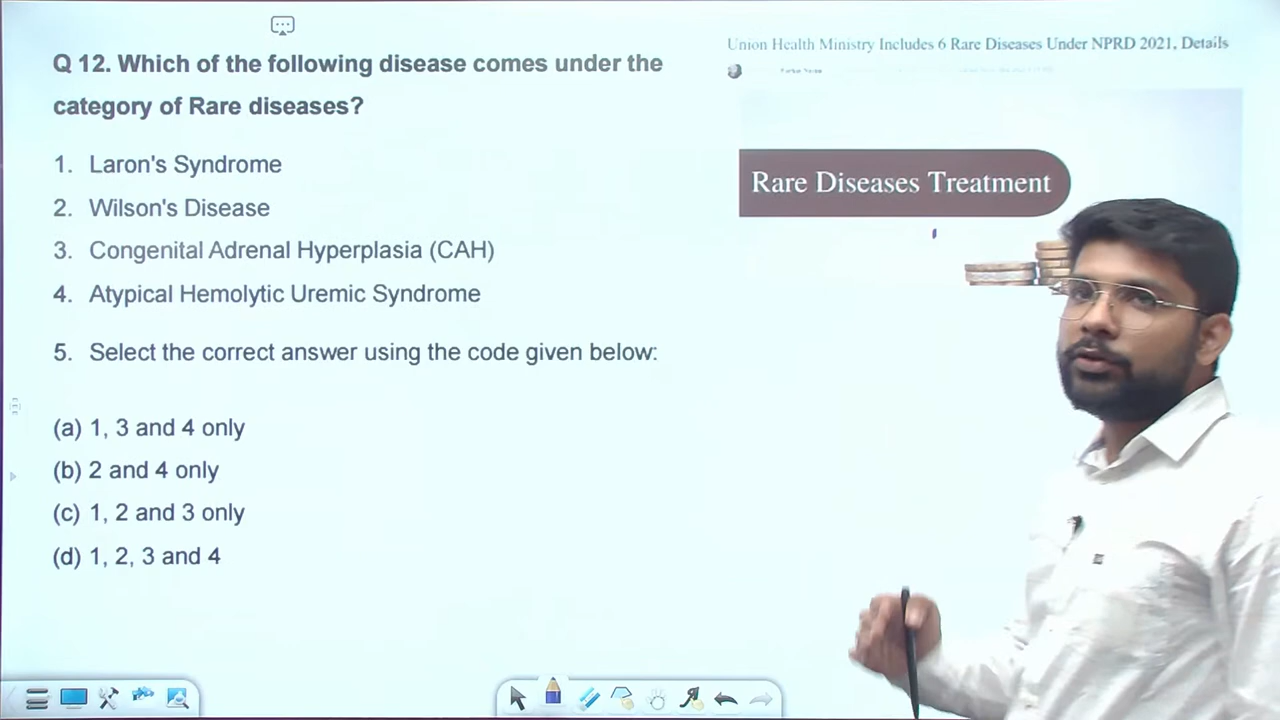 Q 12. Which of the following disease comes under the
category of Rare diseases?
1. Laron's Syndrome
2. Wilson's Disease
3. Congenital Adrenal Hyperplasia (CAH)
4. Atypical Hemolytic Uremic Syndrome
5. Select the correct answer using the code given below:
(a) 1, 3 and 4 only
(b) 2 and 4 only
(c) 1, 2 and 3 only
(d) 1, 2, 3 and 4
Union Health Ministry Includes 6 Rare Diseases Under NPRD 2021, Details
Rare Diseases Treatment